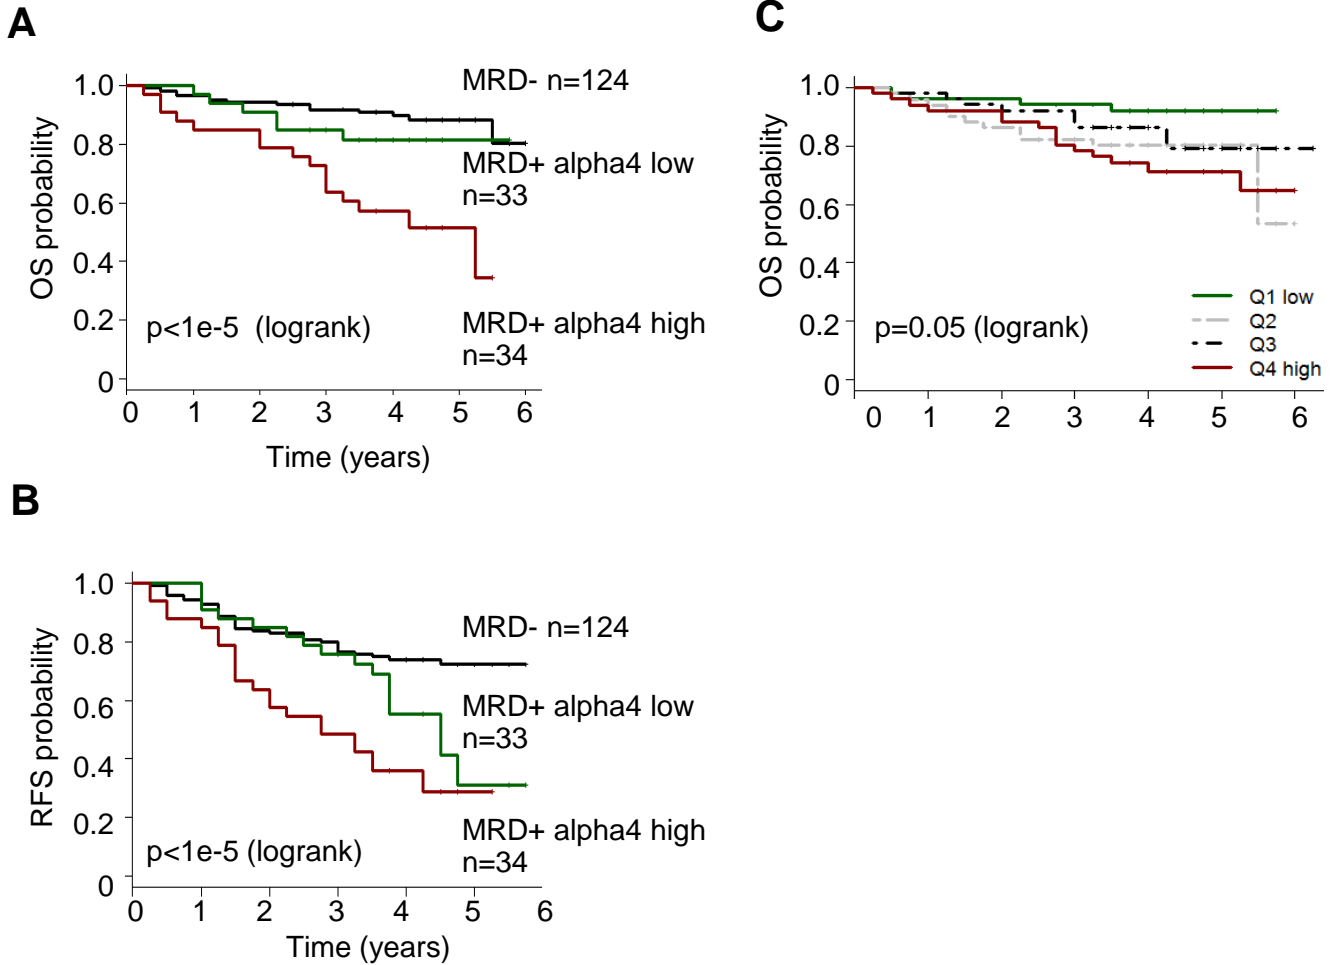 A
1.0
0.8
0.6
0.4
0.2
0
OS probability
MRD- n=124
MRD+ alpha4 low
n=33
MRD+ alpha4 high
n=34
p<1e-5 (logrank)
0 1 2 3 4 5 6
Time (years)
C
1.0
0.8
0.6
0.4
0.2
0
OS probability
Q1 low
Q2
Q3
Q4 high
p=0.05 (logrank)
0 1 2 3 4 5 6
B
1.0
0.8
0.6
0.4
0.2
0
RFS probability
MRD- n=124
MRD+ alpha4 low
n=33
MRD+ alpha4 high
n=34
p<1e-5 (logrank)
0 1 2 3 4 5 6
Time (years)